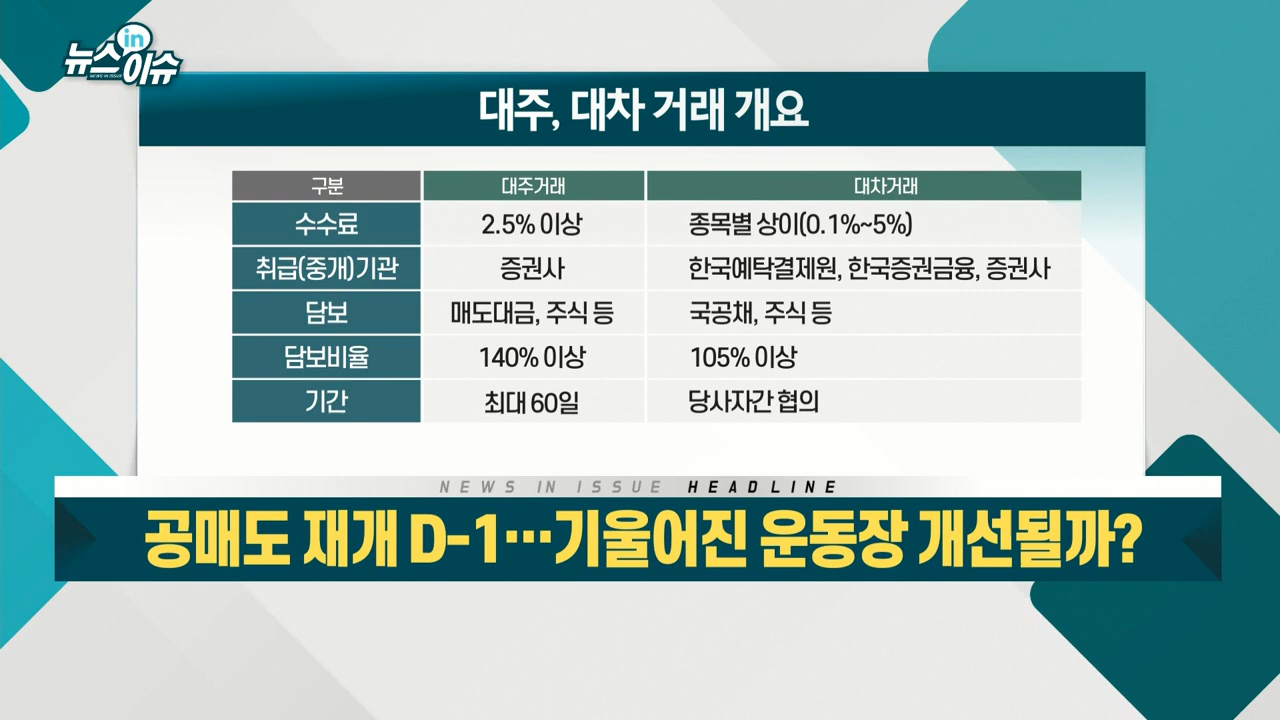 뉴스in이슈
NEWS IN ISSUE
대주, 대차 거래 개요
구분 대주거래 대차거래
수수료 2.5% 이상 종목별 상이(0.1%~5%)
취급(중개)기관 증권사 한국예탁결제원, 한국증권금융, 증권사
담보 매도대금, 주식 등 국공채, 주식 등
담보비율 140% 이상 105% 이상
기간 최대 60일 당사자간 협의
NEWS IN ISSUE HEADLINE
공매도 재개 D-1…기울어진 운동장 개선될까?